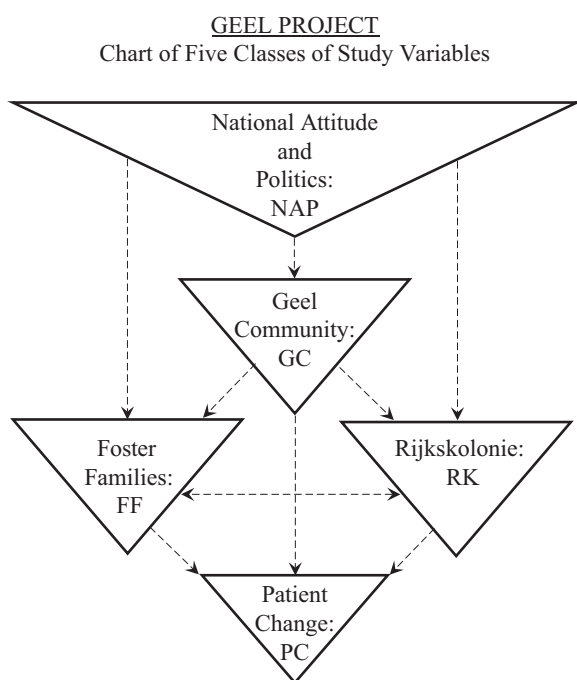 GEEL PROJECT
Chart of Five Classes of Study Variables
National Attitude
and
Politics:
NAP
Geel
Community:
GC
Foster
Families:
FF
Rijkskolonie:
RK
Patient
Change:
PC